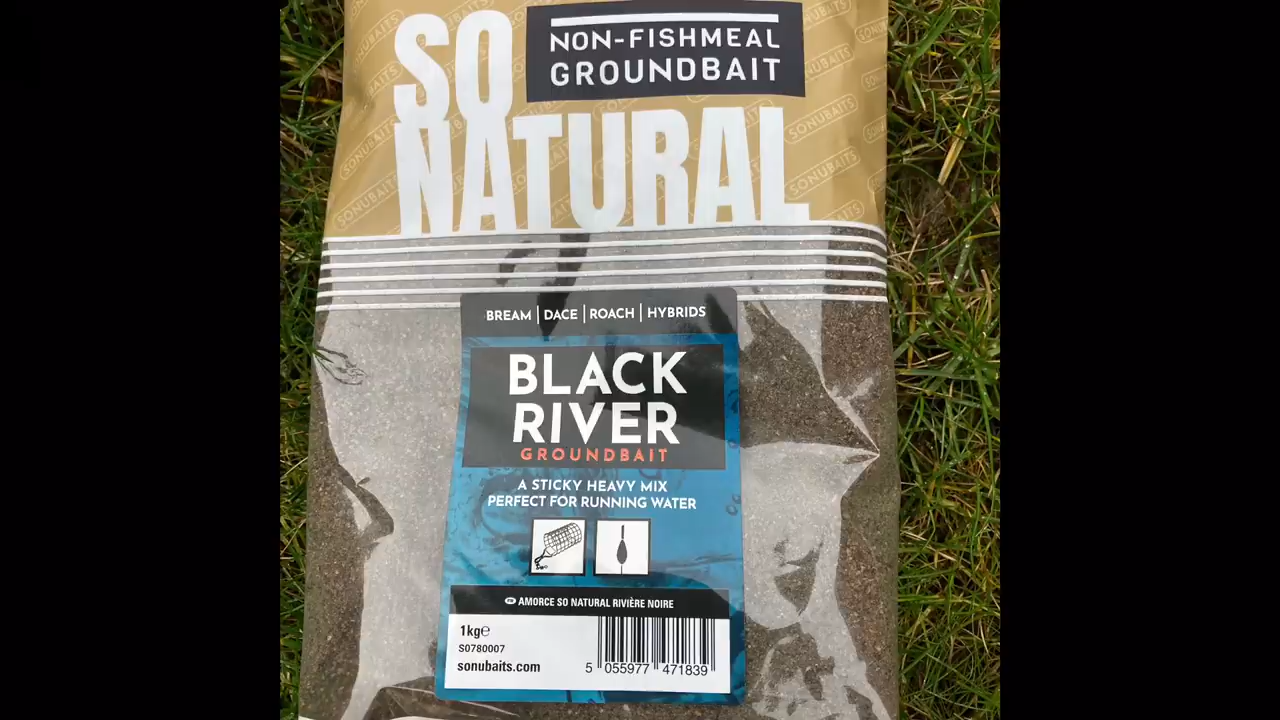 SO
NON-FISHMEAL
GROUNDBAIT
NATURAL
SONUBAITS
BREAM | DACE | ROACH | HYBRIDS
BLACK
RIVER
GROUNDBAIT
A STICKY HEAVY MIX
PERFECT FOR RUNNING WATER
FR AMORCE SO NATURAL RIVIÈRE NOIRE
1kg℮
S0780007
sonubaits.com
5 055977 471839